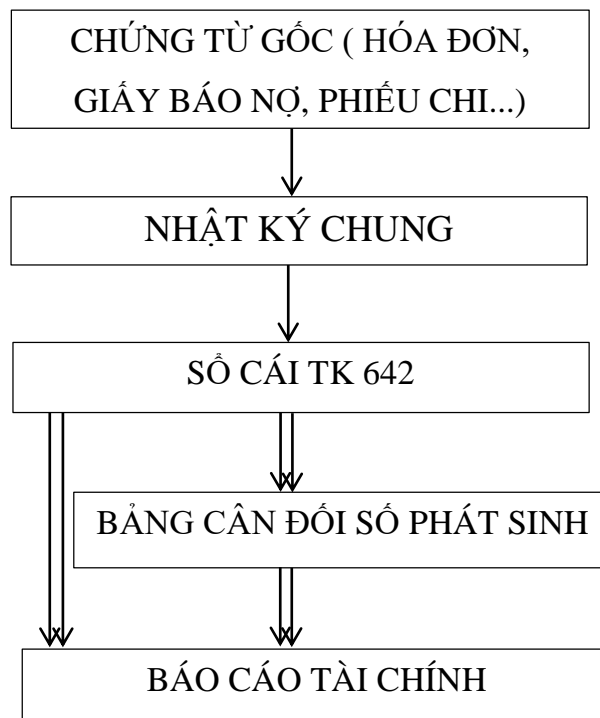 CHỨNG TỪ GỐC ( HÓA ĐƠN,
GIẤY BÁO NỢ, PHIẾU CHI...)
NHẬT KÝ CHUNG
SỔ CÁI TK 642
BẢNG CÂN ĐỐI SỐ PHÁT SINH
BÁO CÁO TÀI CHÍNH